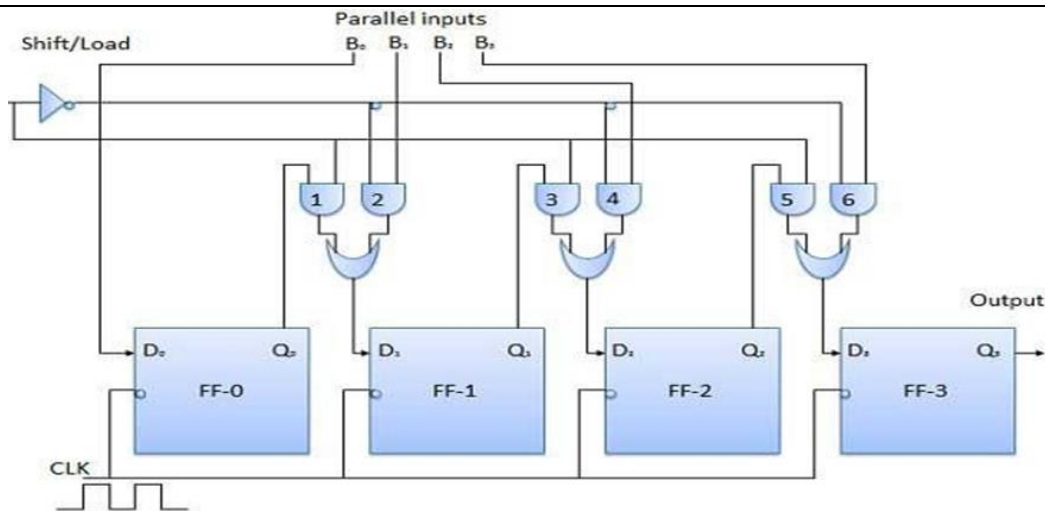 Parallel inputs
Shift/Load
B₀ B₁ B₂ B₃
1 2 3 4 5 6
Output
D₀ Q₀ D₁ Q₁ D₂ Q₂ D₃ Q₃
FF-0 FF-1 FF-2 FF-3
CLK